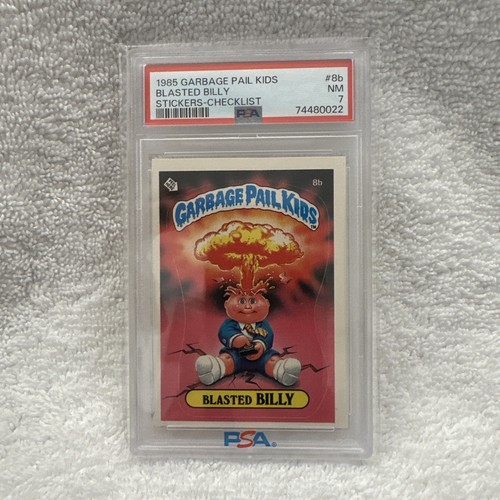 1985 GARBAGE PAIL KIDS #8b
BLASTED BILLY NM
STICKERS-CHECKLIST 7
PSA 74480022
8b
GARBAGE PAIL KIDS
BLASTED BILLY
PSA